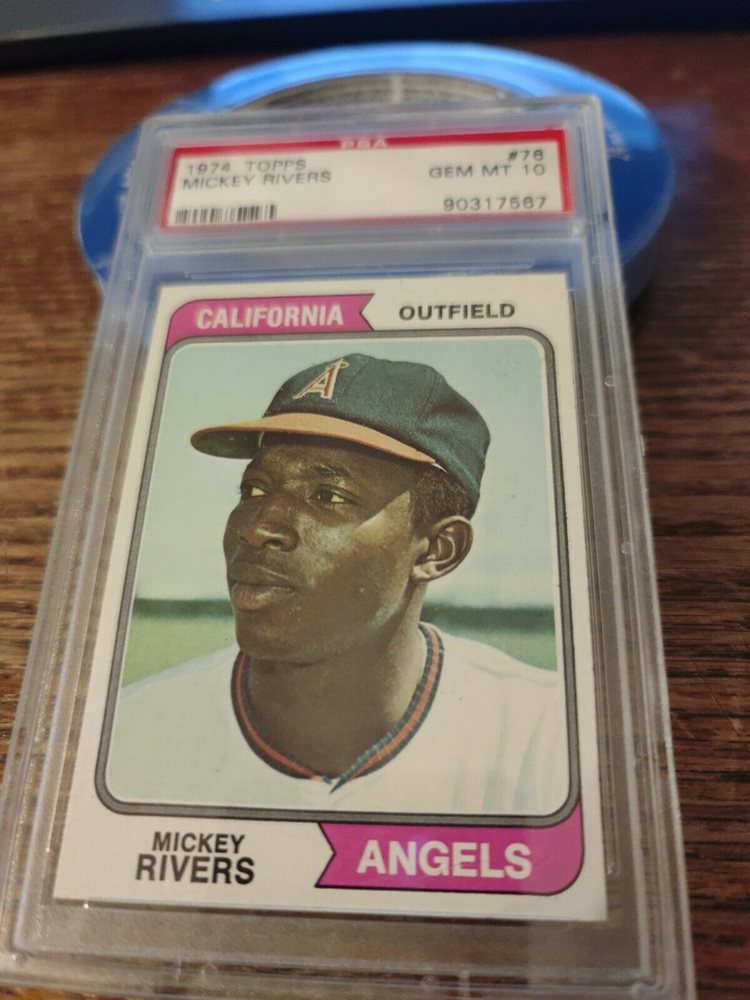 PSA
1974 TOPPS #76
MICKEY RIVERS GEM MT 10
90317567
CALIFORNIA OUTFIELD
A
MICKEY
RIVERS
ANGELS